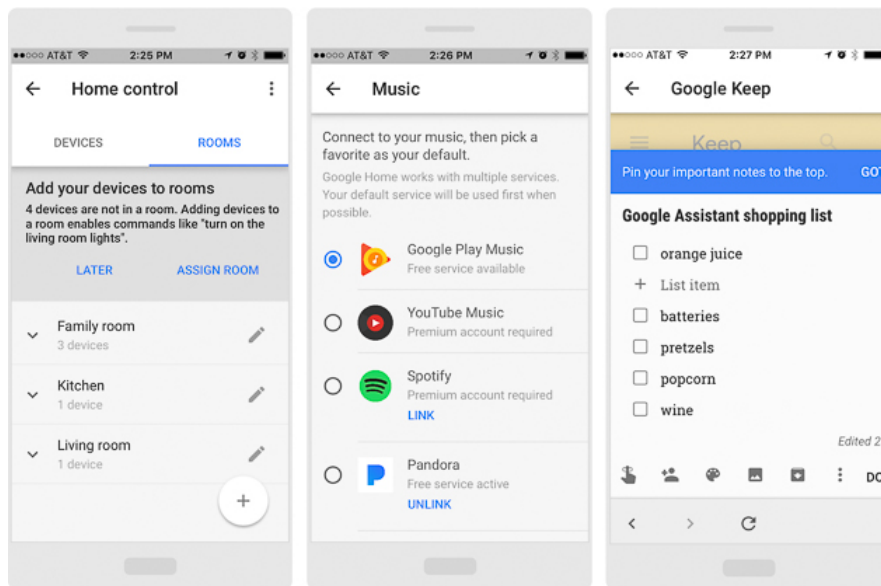 AT&T 2:25 PM
Home control
DEVICES ROOMS
Add your devices to rooms
4 devices are not in a room. Adding devices to
a room enables commands like "turn on the
living room lights".
LATER ASSIGN ROOM
Family room
3 devices
Kitchen
1 device
Living room
1 device
+
AT&T 2:26 PM
Music
Connect to your music, then pick a
favorite as your default.
Google Home works with multiple services.
Your default service will be used first when
possible.
Google Play Music
Free service available
YouTube Music
Premium account required
Spotify
Premium account required
LINK
Pandora
Free service active
UNLINK
AT&T 2:27 PM
Google Keep
Keep
Pin your important notes to the top. GOT
Google Assistant shopping list
orange juice
+ List item
batteries
pretzels
popcorn
wine
Edited 2
DO